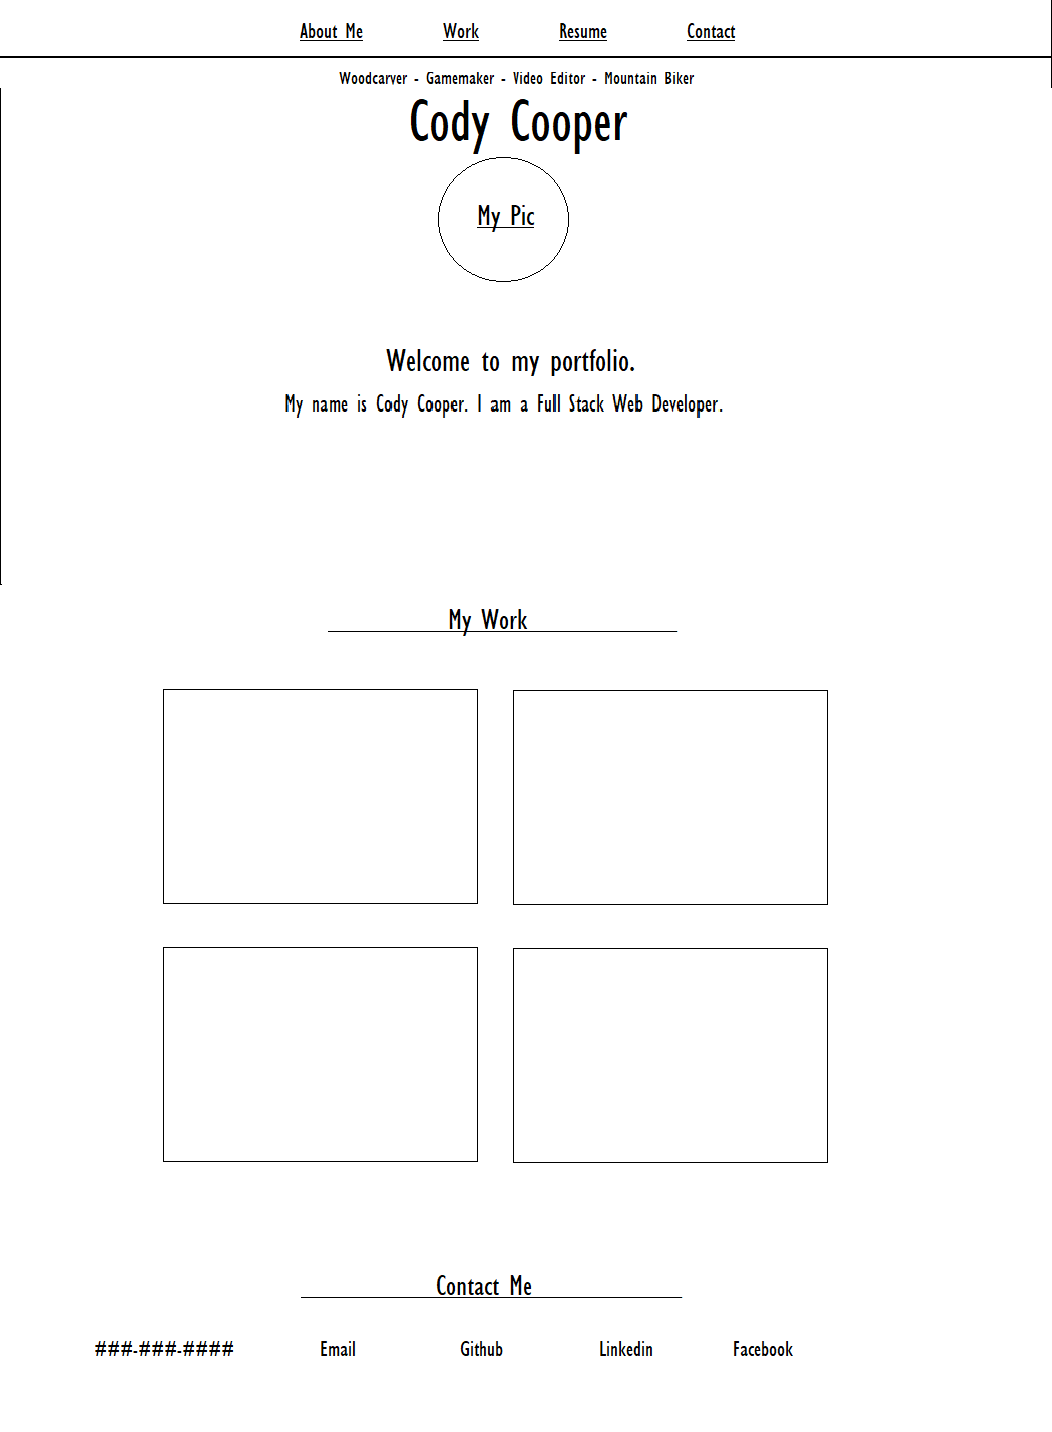 About Me Work Resume Contact
Woodcarver - Gamemaker - Video Editor - Mountain Biker
Cody Cooper
My Pic
Welcome to my portfolio.
My name is Cody Cooper. I am a Full Stack Web Developer.
My Work
Contact Me
###-###-#### Email Github Linkedin Facebook